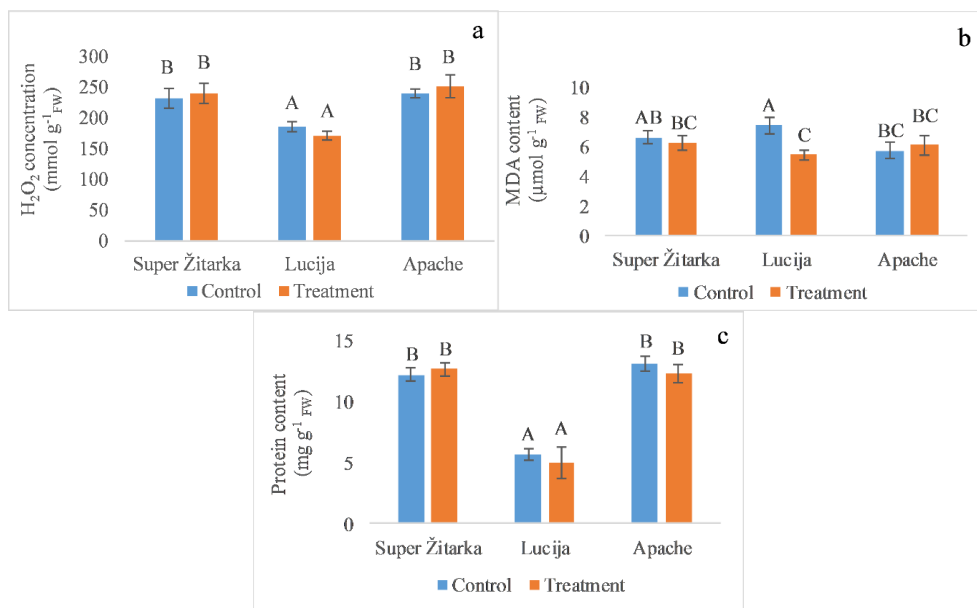 a
H₂O₂ concentration
(mmol g⁻¹ FW)
300
250
200
150
100
50
0
B B A A B B
Super Žitarka Lucija Apache
Control Treatment
b
MDA content
(µmol g⁻¹ FW)
10
8
6
4
2
0
AB BC A C BC BC
Super Žitarka Lucija Apache
Control Treatment
c
Protein content
(mg g⁻¹ FW)
15
10
5
0
B B A A B B
Super Žitarka Lucija Apache
Control Treatment